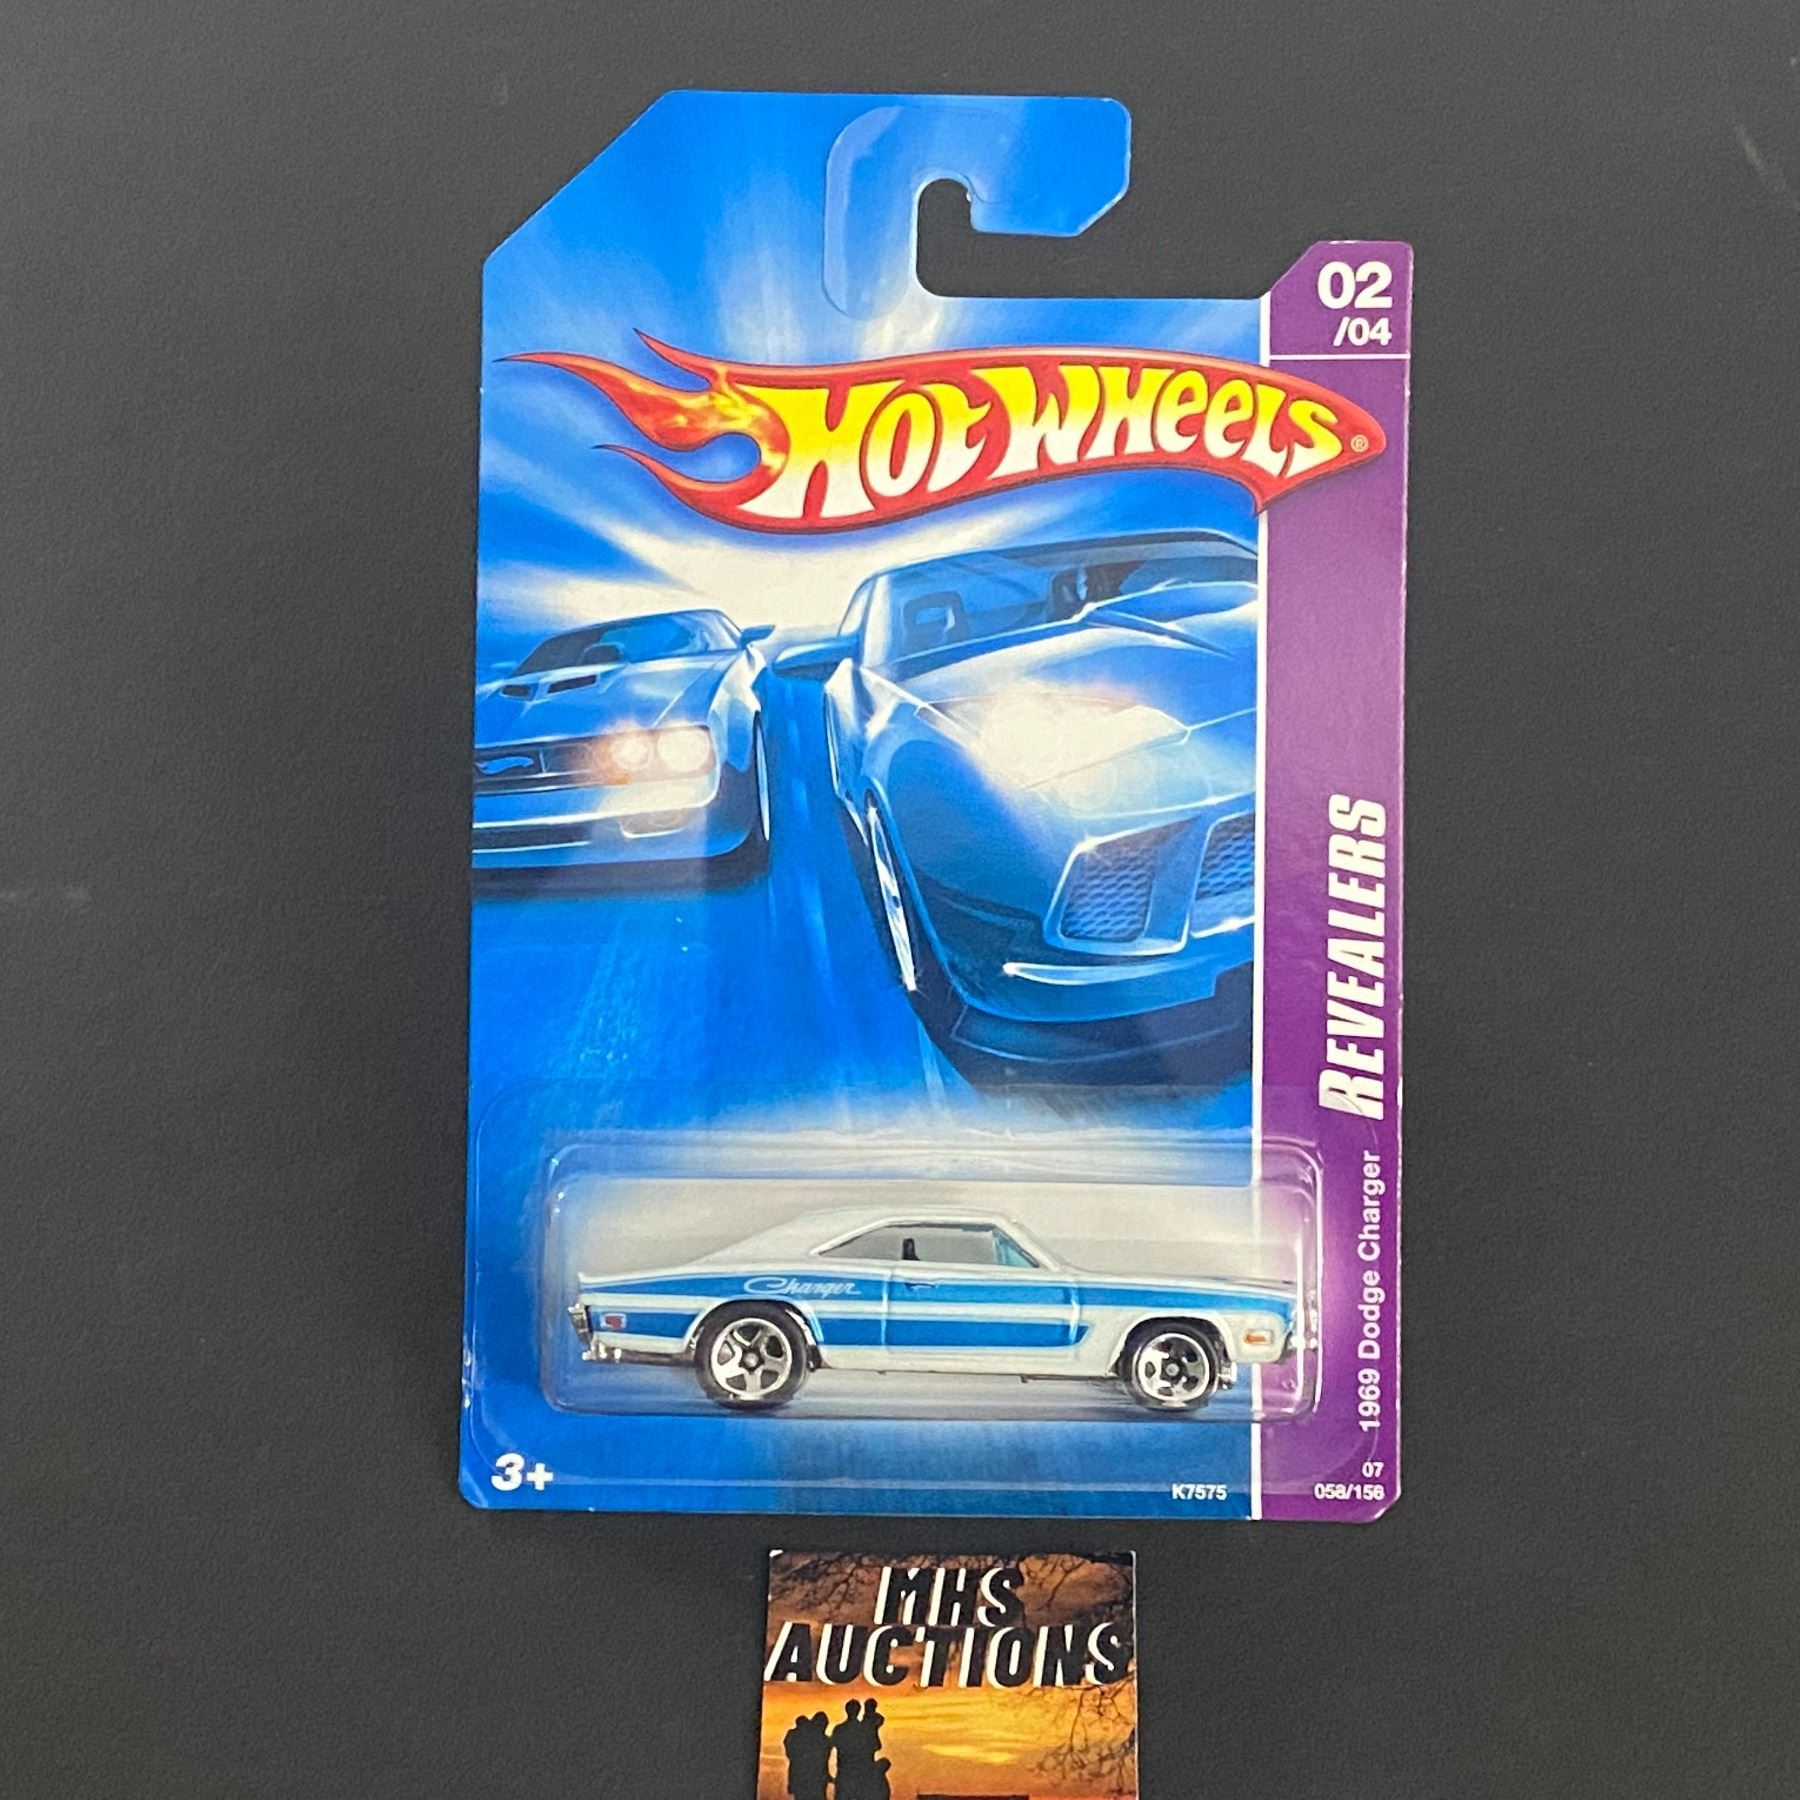 02
/04
HOT WHEELS®
REVEALERS
1969 Dodge Charger
Charger
3+
K7575
07
058/156
MHS
AUCTIONS